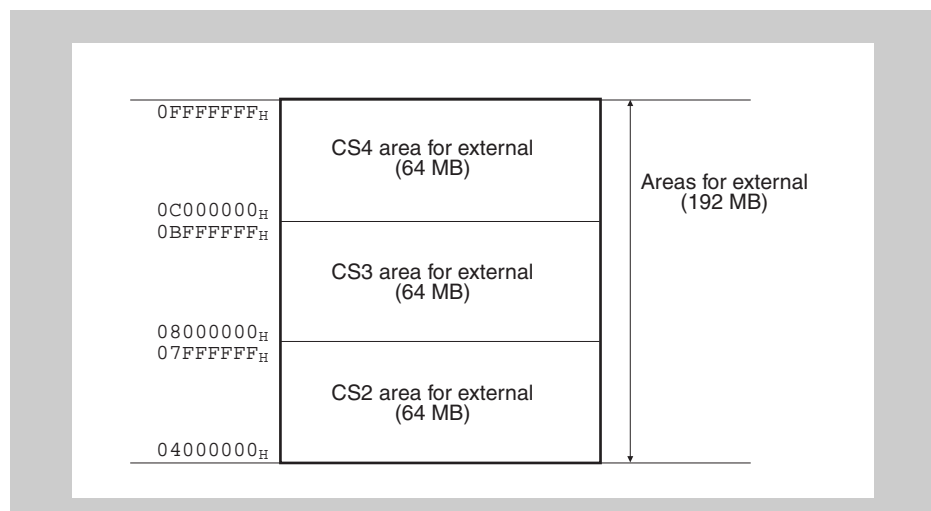 0FFFFFFFH
CS4 area for external
(64 MB)
Areas for external
(192 MB)
0C000000H
0BFFFFFFH
CS3 area for external
(64 MB)
08000000H
07FFFFFFH
CS2 area for external
(64 MB)
04000000H